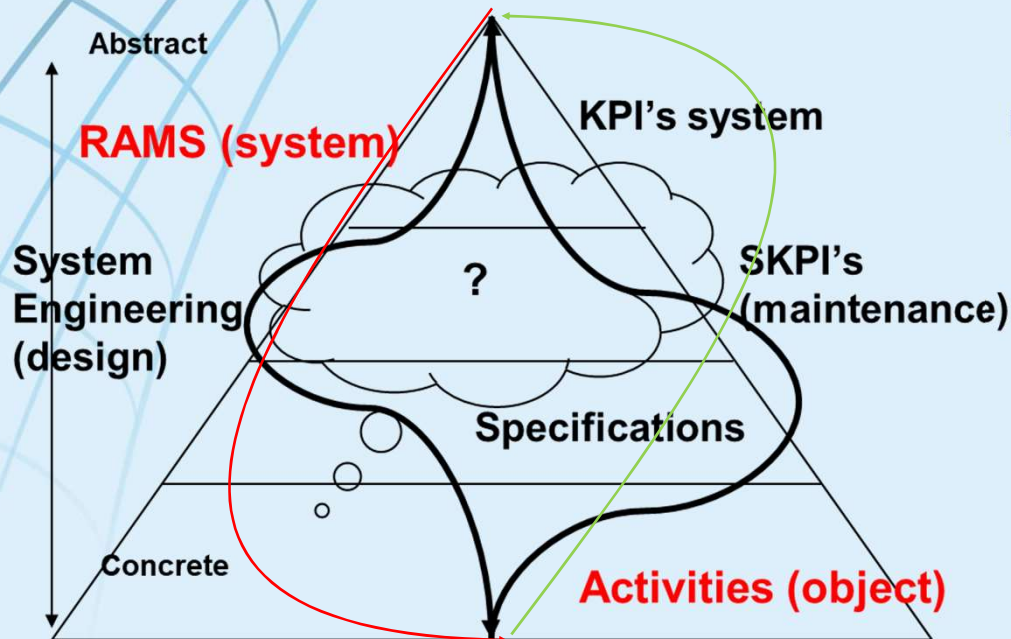 Abstract
KPI's system
RAMS (system)
System
Engineering
(design)
?
SKPI's
(maintenance)
Specifications
Concrete
Activities (object)